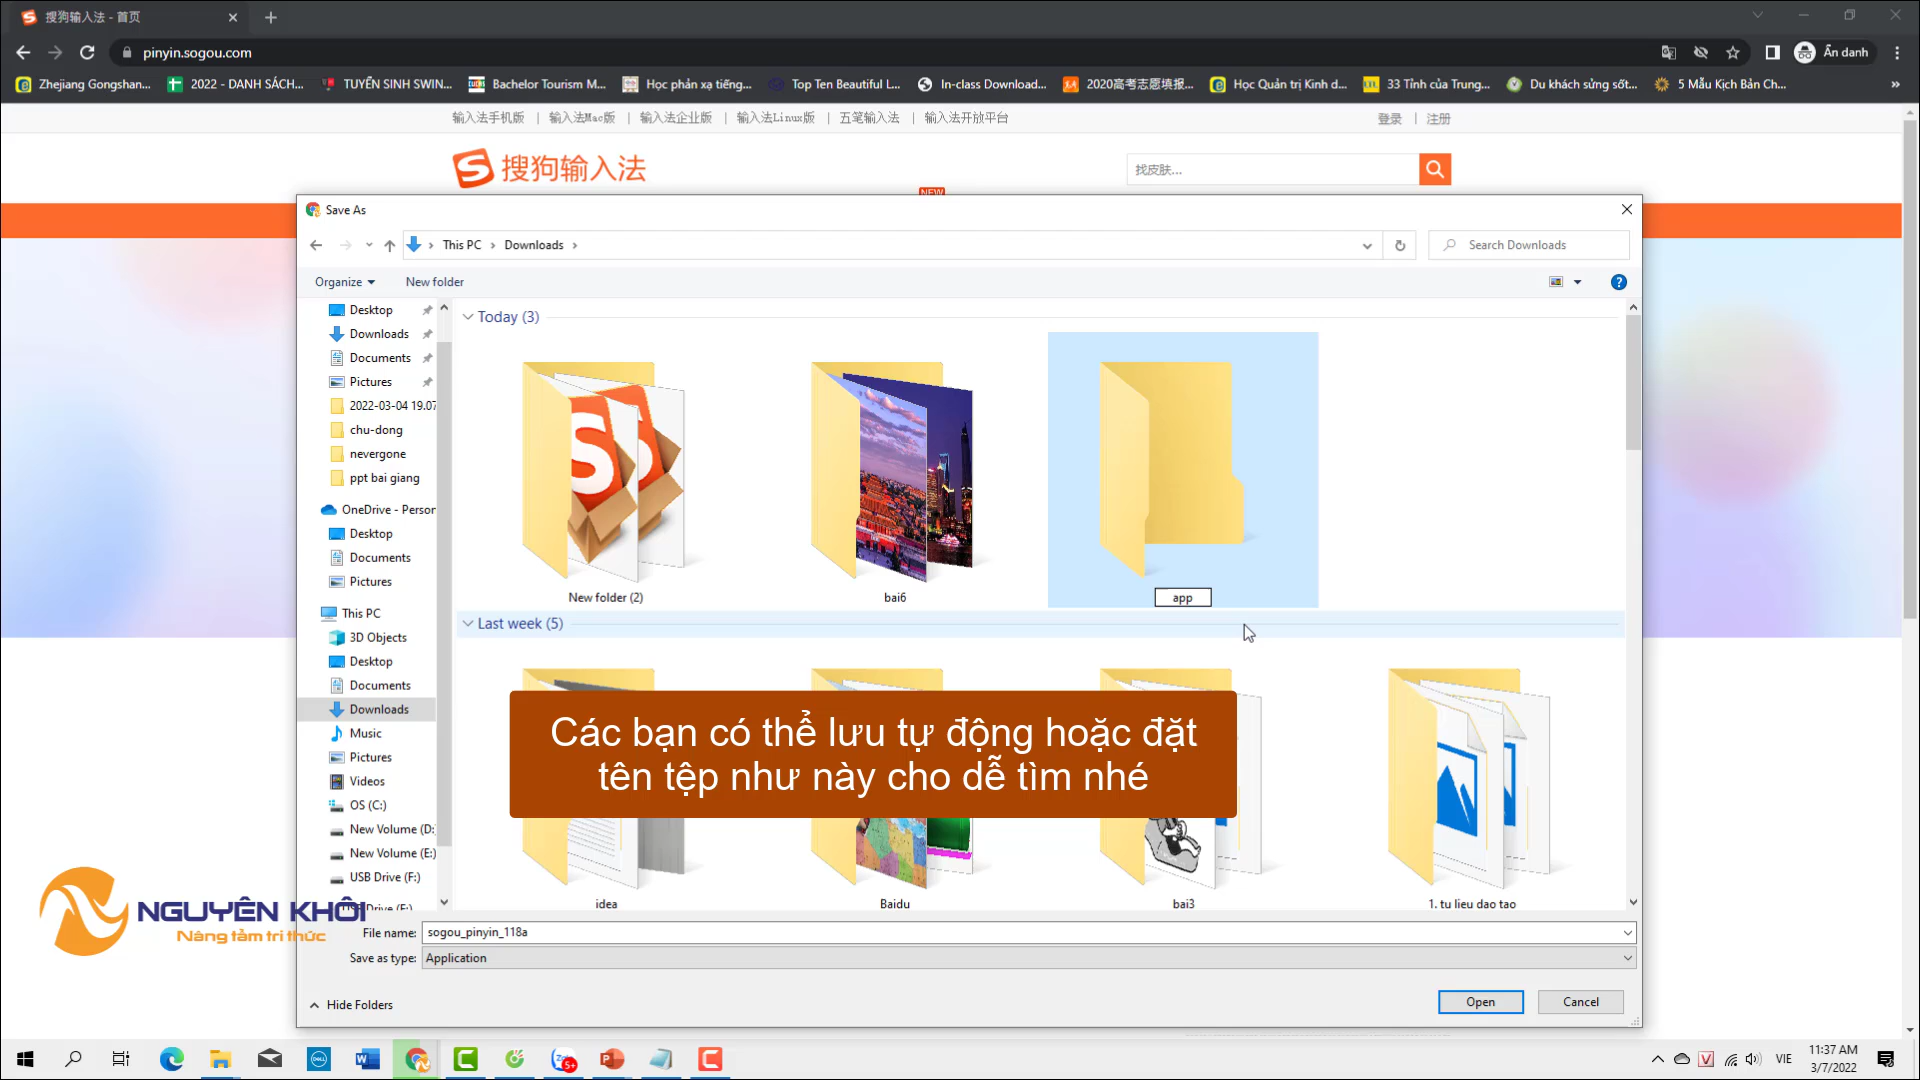 搜狗输入法 - 首页
pinyin.sogou.com
Ẩn danh
Zhejiang Gongshan...
2022 - DANH SÁCH...
TUYỂN SINH SWIN...
Bachelor Tourism M...
Học phản xạ tiếng...
Top Ten Beautiful L...
In-class Download...
2020高考志愿填报...
Học Quản trị Kinh d...
33 Tỉnh của Trung...
Du khách sửng sốt...
5 Mẫu Kịch Bản Ch...
输入法手机版 | 输入法Mac版 | 输入法企业版 | 输入法Linux版 | 五笔输入法 | 输入法开放平台
登录 | 注册
搜狗输入法
找皮肤...
NEW
Save As
This PC
Downloads
Search Downloads
Organize
New folder
Desktop
Downloads
Documents
Pictures
2022-03-04 19.07
chu-dong
nevergone
ppt bai giang
OneDrive - Person
Desktop
Documents
Pictures
This PC
3D Objects
Desktop
Documents
Downloads
Music
Pictures
Videos
OS (C:)
New Volume (D:
New Volume (E:)
USB Drive (F:)
Today (3)
New folder (2)
bai6
app
Last week (5)
Các bạn có thể lưu tự động hoặc đặt
tên tệp như này cho dễ tìm nhé
idea
Baidu
bai3
1. tu lieu dao tao
NGUYÊN KHÔI
Nâng tầm tri thức
File name: sogou_pinyin_118a
Save as type: Application
Hide Folders
Open
Cancel
VIE
11:37 AM
3/7/2022